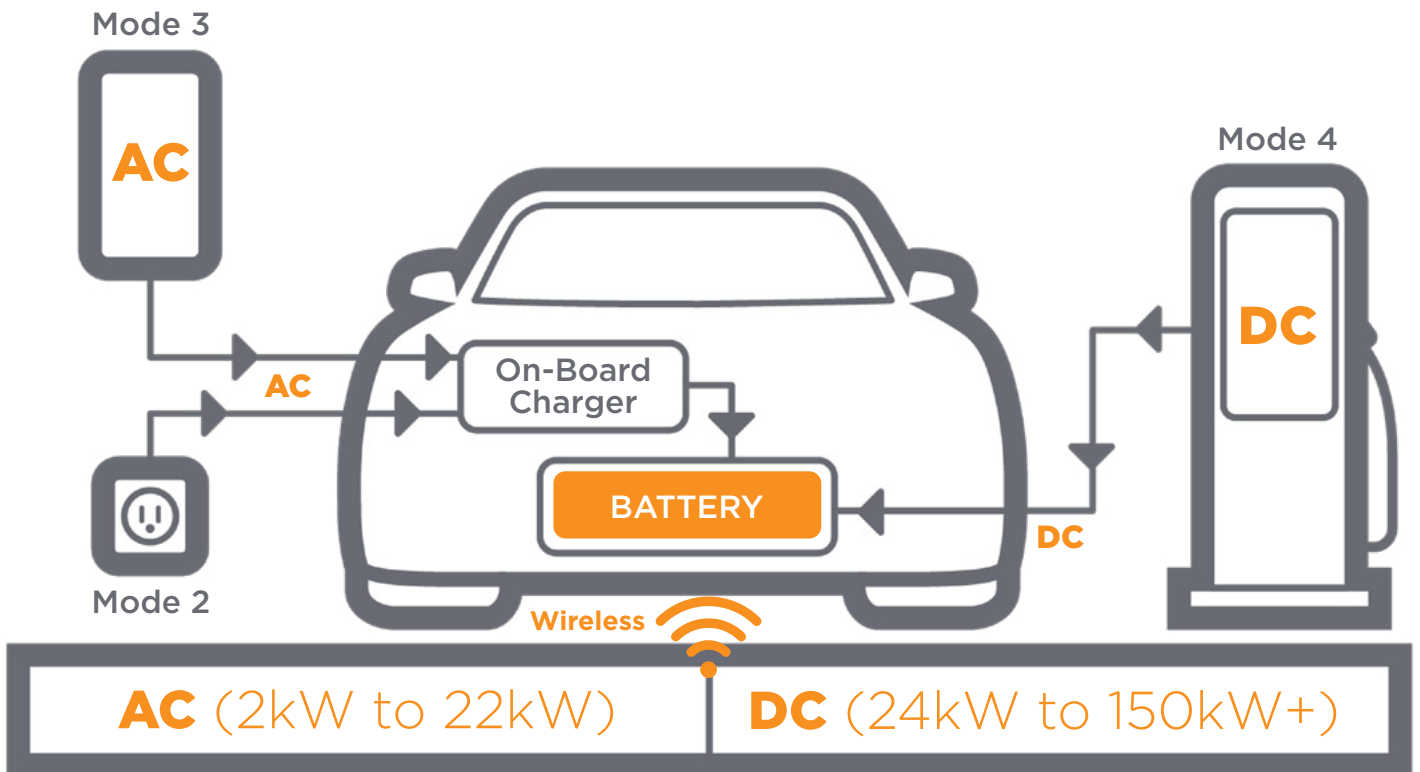 Mode 3
AC
Mode 4
DC
AC
On-Board
Charger
BATTERY
DC
Mode 2
Wireless
AC (2kW to 22kW)
DC (24kW to 150kW+)